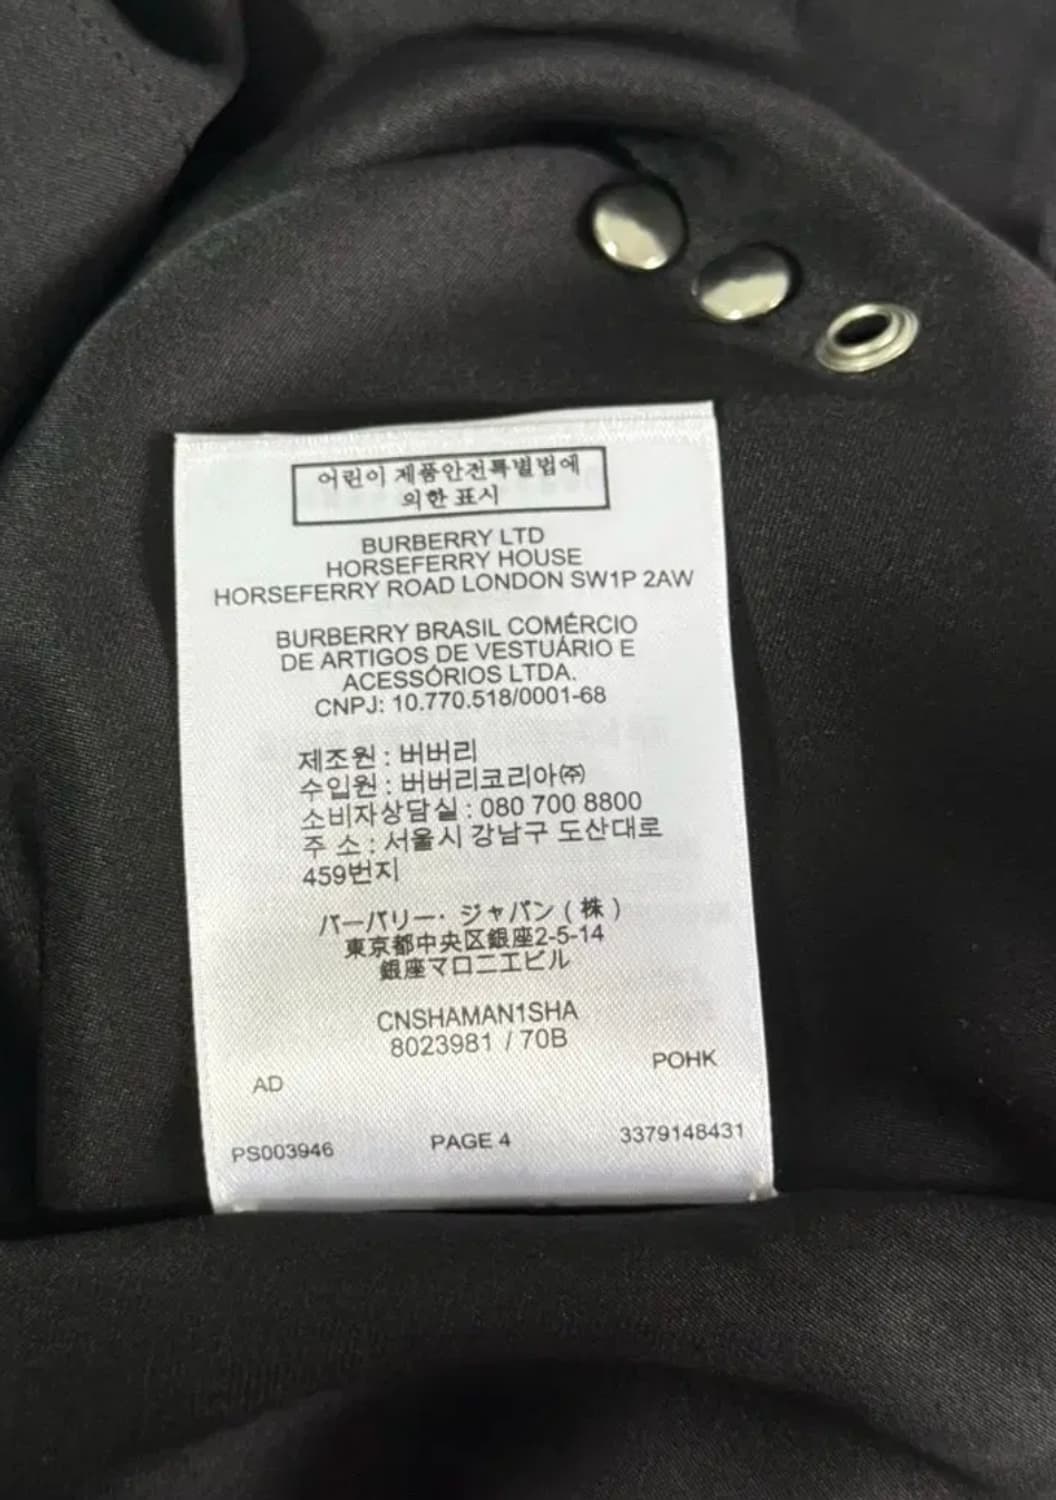 어린이 제품안전특별법에
의한 표시
BURBERRY LTD
HORSEFERRY HOUSE
HORSEFERRY ROAD LONDON SW1P 2AW
BURBERRY BRASIL COMÉRCIO
DE ARTIGOS DE VESTUÁRIO E
ACESSÓRIOS LTDA.
CNPJ: 10.770.518/0001-68
제조원 : 버버리
수입원 : 버버리코리아㈜
소비자상담실 : 080 700 8800
주 소 : 서울시 강남구 도산대로
459번지
バーバリー・ジャパン ( 株 )
東京都中央区銀座2-5-14
銀座マロニエビル
CNSHAMAN1SHA
8023981 / 70B
POHK
AD
PS003946 PAGE 4 3379148431